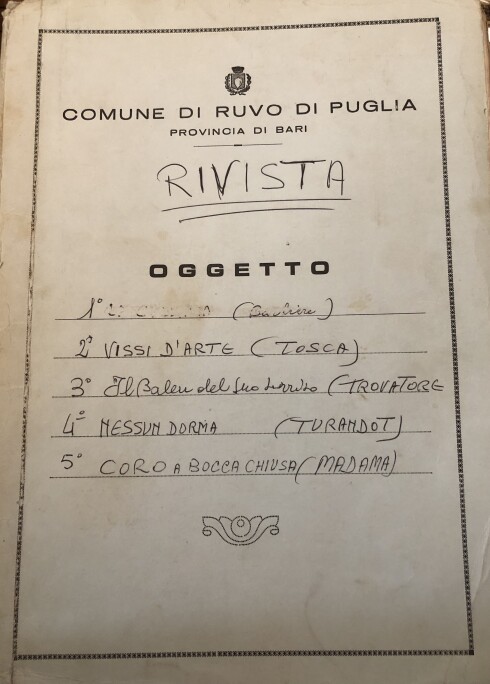 COMUNE DI RUVO DI PUGLIA
PROVINCIA DI BARI
RIVISTA
OGGETTO
1°
2° VISSI D'ARTE (TOSCA)
3° Il Balen del suo sorriso (TROVATORE
4° NESSUN DORMA (TURANDOT)
5° CORO A BOCCA CHIUSA (MADAMA)